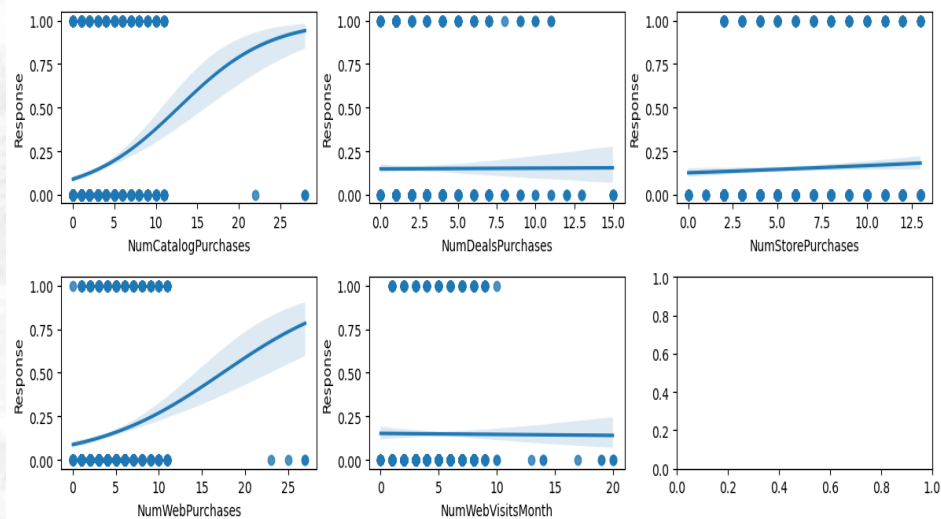 1.00
0.75
0.50
0.25
0.00
Response
0 5 10 15 20 25
NumCatalogPurchases
1.00
0.75
0.50
0.25
0.00
Response
0.0 2.5 5.0 7.5 10.0 12.5 15.0
NumDealsPurchases
1.00
0.75
0.50
0.25
0.00
Response
0.0 2.5 5.0 7.5 10.0 12.5
NumStorePurchases
1.00
0.75
0.50
0.25
0.00
Response
0 5 10 15 20 25
NumWebPurchases
1.00
0.75
0.50
0.25
0.00
Response
0 5 10 15 20
NumWebVisitsMonth
1.0
0.8
0.6
0.4
0.2
0.0
0.0 0.2 0.4 0.6 0.8 1.0